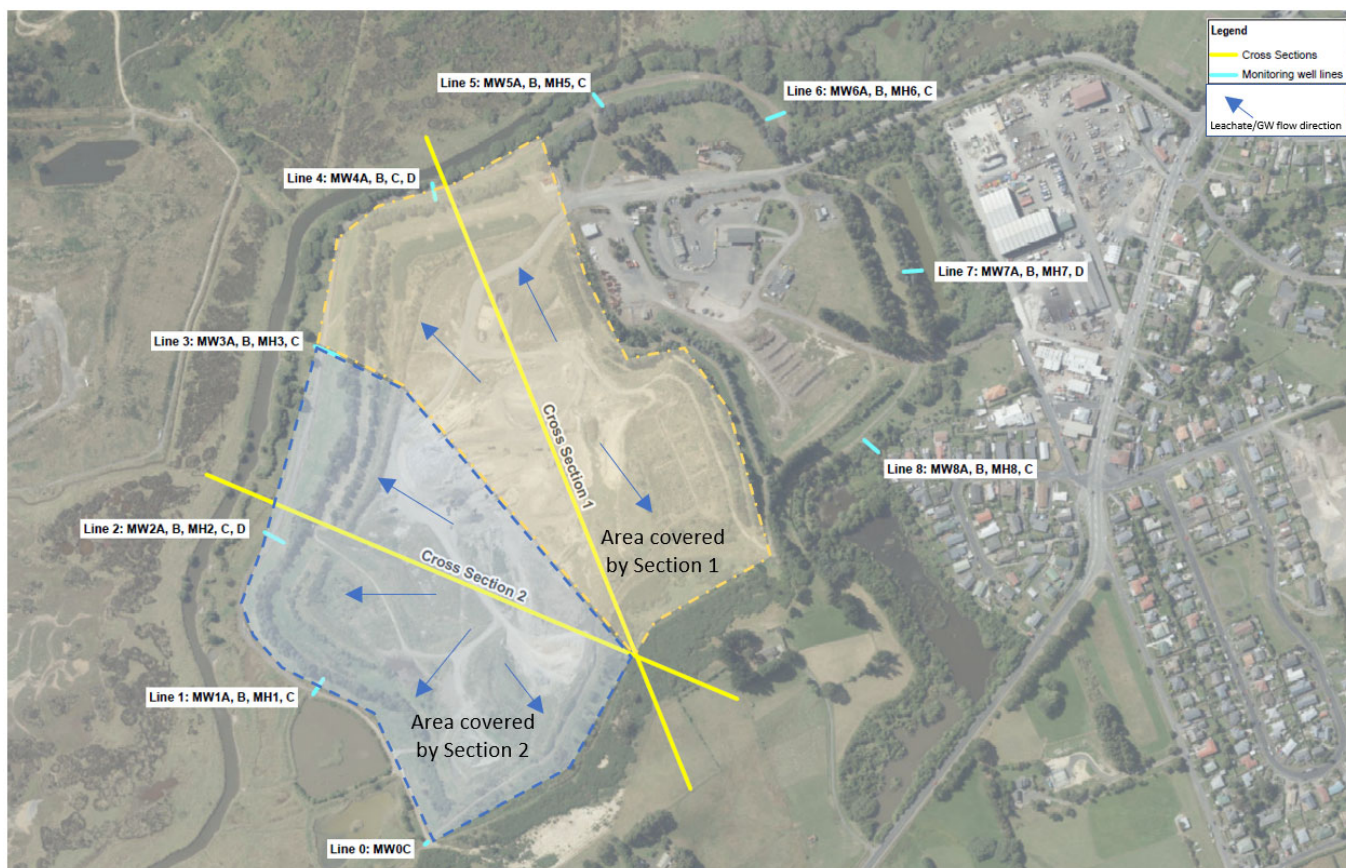 Legend
Cross Sections
Monitoring well lines
Leachate/GW flow direction
Line 5: MW5A, B, MH5, C
Line 6: MW6A, B, MH6, C
Line 4: MW4A, B, C, D
Line 7: MW7A, B, MH7, D
Line 3: MW3A, B, MH3, C
Cross Section 1
Line 8: MW8A, B, MH8, C
Line 2: MW2A, B, MH2, C, D
Area covered
by Section 1
Cross Section 2
Line 1: MW1A, B, MH1, C
Area covered
by Section 2
Line 0: MW0C